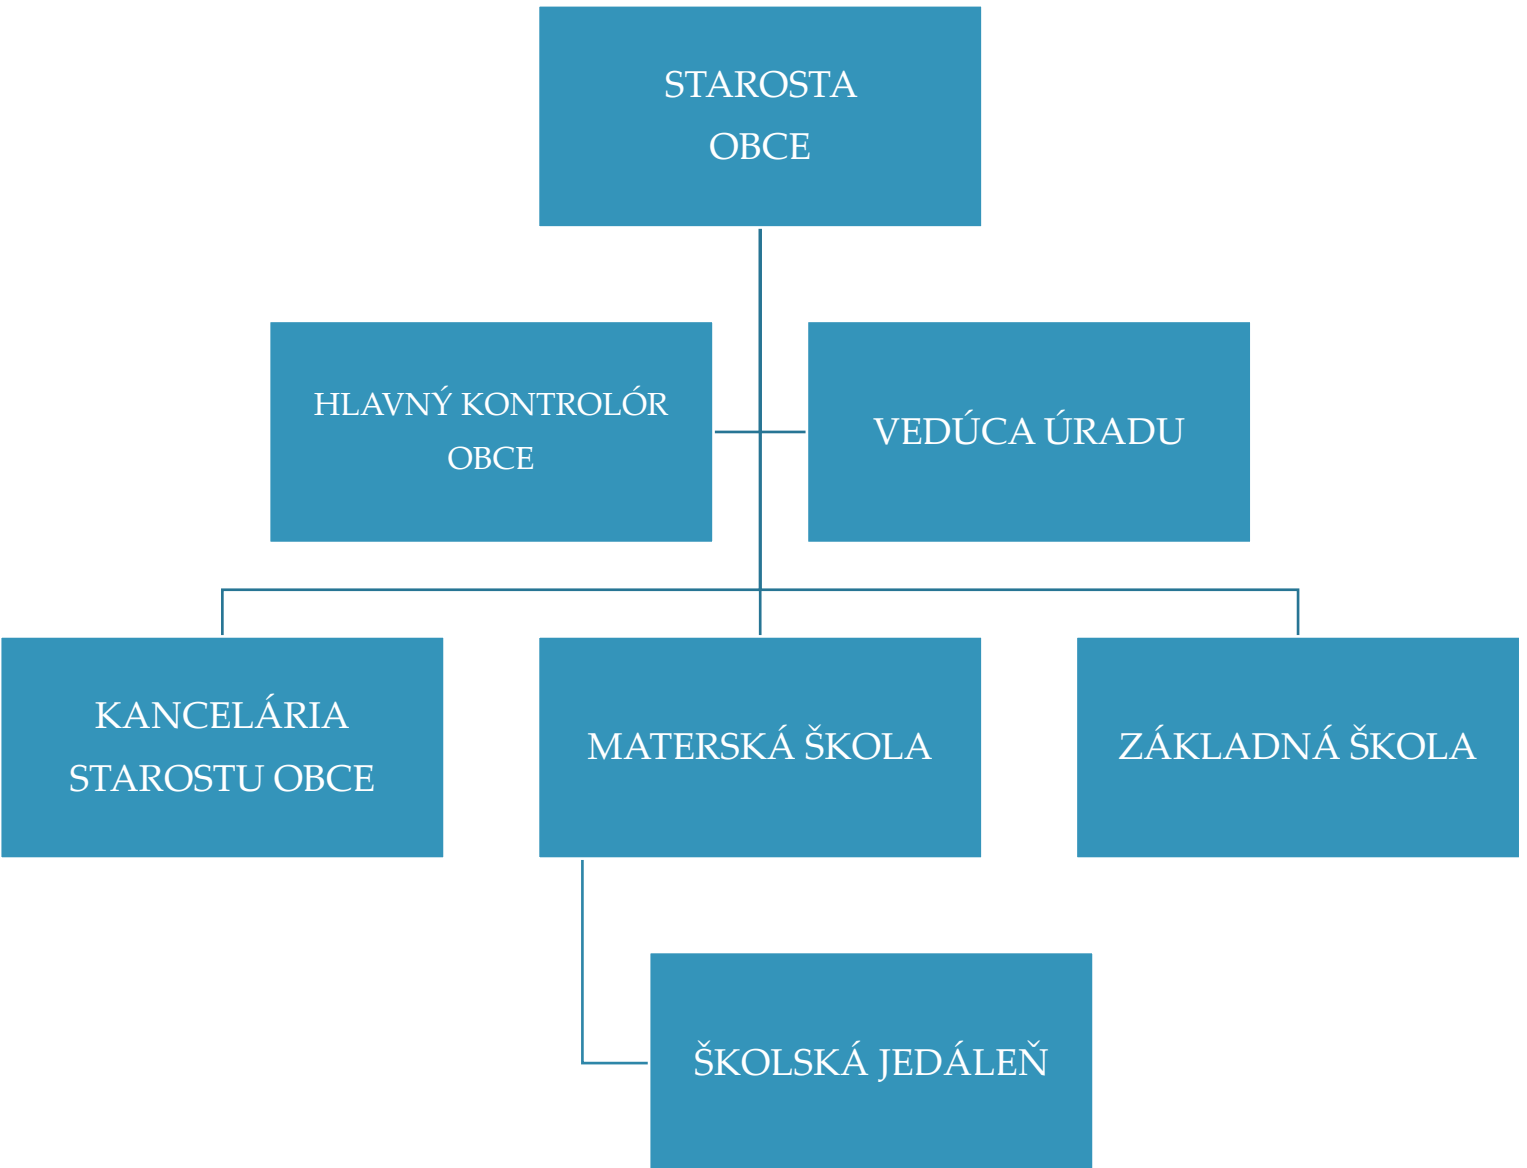 STAROSTA
OBCE
HLAVNÝ KONTROLÓR
OBCE
VEDÚCA ÚRADU
KANCELÁRIA
STAROSTU OBCE
MATERSKÁ ŠKOLA
ZÁKLADNÁ ŠKOLA
ŠKOLSKÁ JEDÁLEŇ